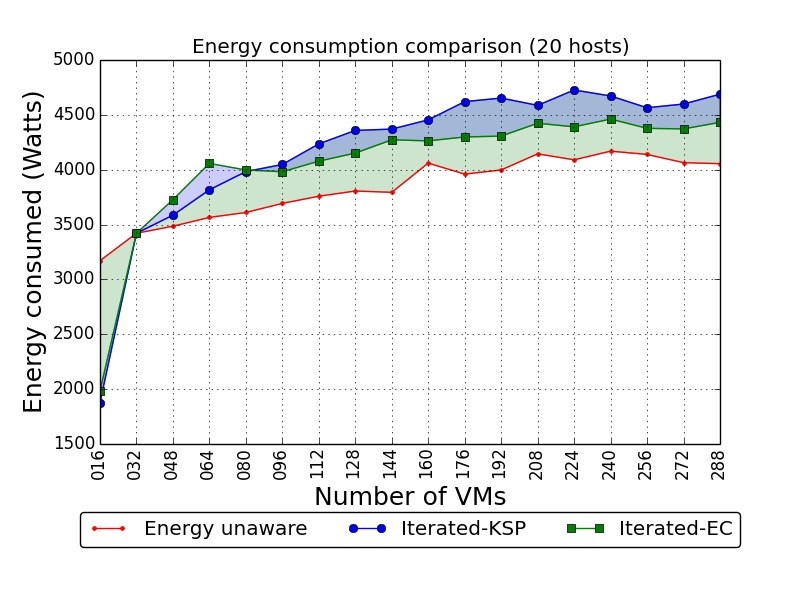 Energy consumption comparison (20 hosts)
5000
4500
4000
3500
3000
2500
2000
1500
Energy consumed (Watts)
016 032 048 064 080 096 112 128 144 160 176 192 208 224 240 256 272 288
Number of VMs
Energy unaware Iterated-KSP Iterated-EC